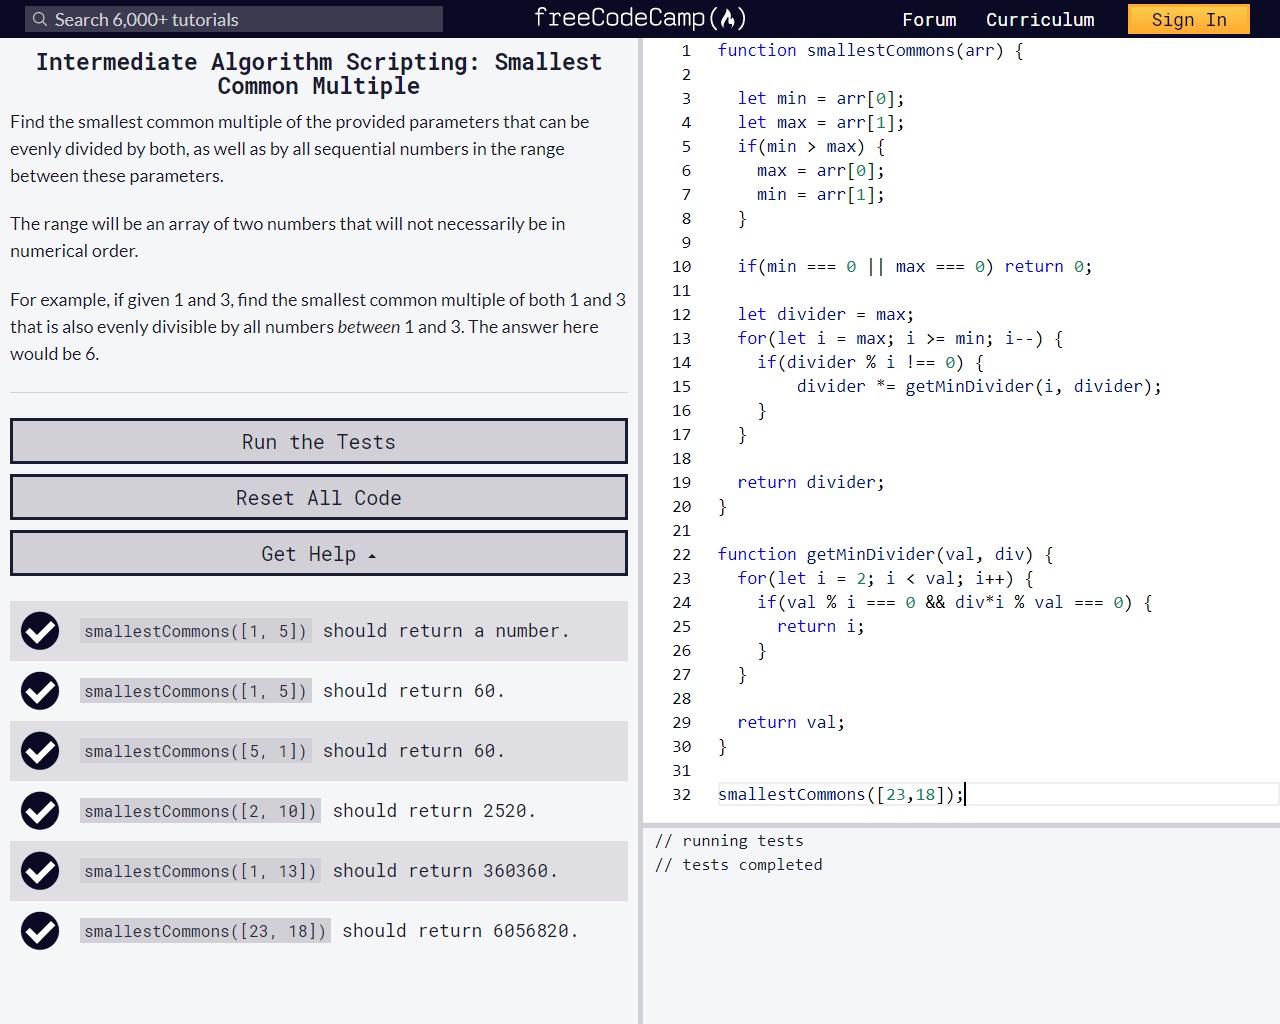 Search 6,000+ tutorials
freeCodeCamp
Forum
Curriculum
Sign In
Intermediate Algorithm Scripting: Smallest
Common Multiple
Find the smallest common multiple of the provided parameters that can be
evenly divided by both, as well as by all sequential numbers in the range
between these parameters.
The range will be an array of two numbers that will not necessarily be in
numerical order.
For example, if given 1 and 3, find the smallest common multiple of both 1 and 3
that is also evenly divisible by all numbers between 1 and 3. The answer here
would be 6.
Run the Tests
Reset All Code
Get Help
smallestCommons([1, 5]) should return a number.
smallestCommons([1, 5]) should return 60.
smallestCommons([5, 1]) should return 60.
smallestCommons([2, 10]) should return 2520.
smallestCommons([1, 13]) should return 360360.
smallestCommons([23, 18]) should return 6056820.
1 function smallestCommons(arr) {
2
3 let min = arr[0];
4 let max = arr[1];
5 if(min > max) {
6 max = arr[0];
7 min = arr[1];
8 }
9
10 if(min === 0 || max === 0) return 0;
11
12 let divider = max;
13 for(let i = max; i >= min; i--) {
14 if(divider % i !== 0) {
15 divider *= getMinDivider(i, divider);
16 }
17 }
18
19 return divider;
20 }
21
22 function getMinDivider(val, div) {
23 for(let i = 2; i < val; i++) {
24 if(val % i === 0 && div*i % val === 0) {
25 return i;
26 }
27 }
28
29 return val;
30 }
31
32 smallestCommons([23,18]);
// running tests
// tests completed